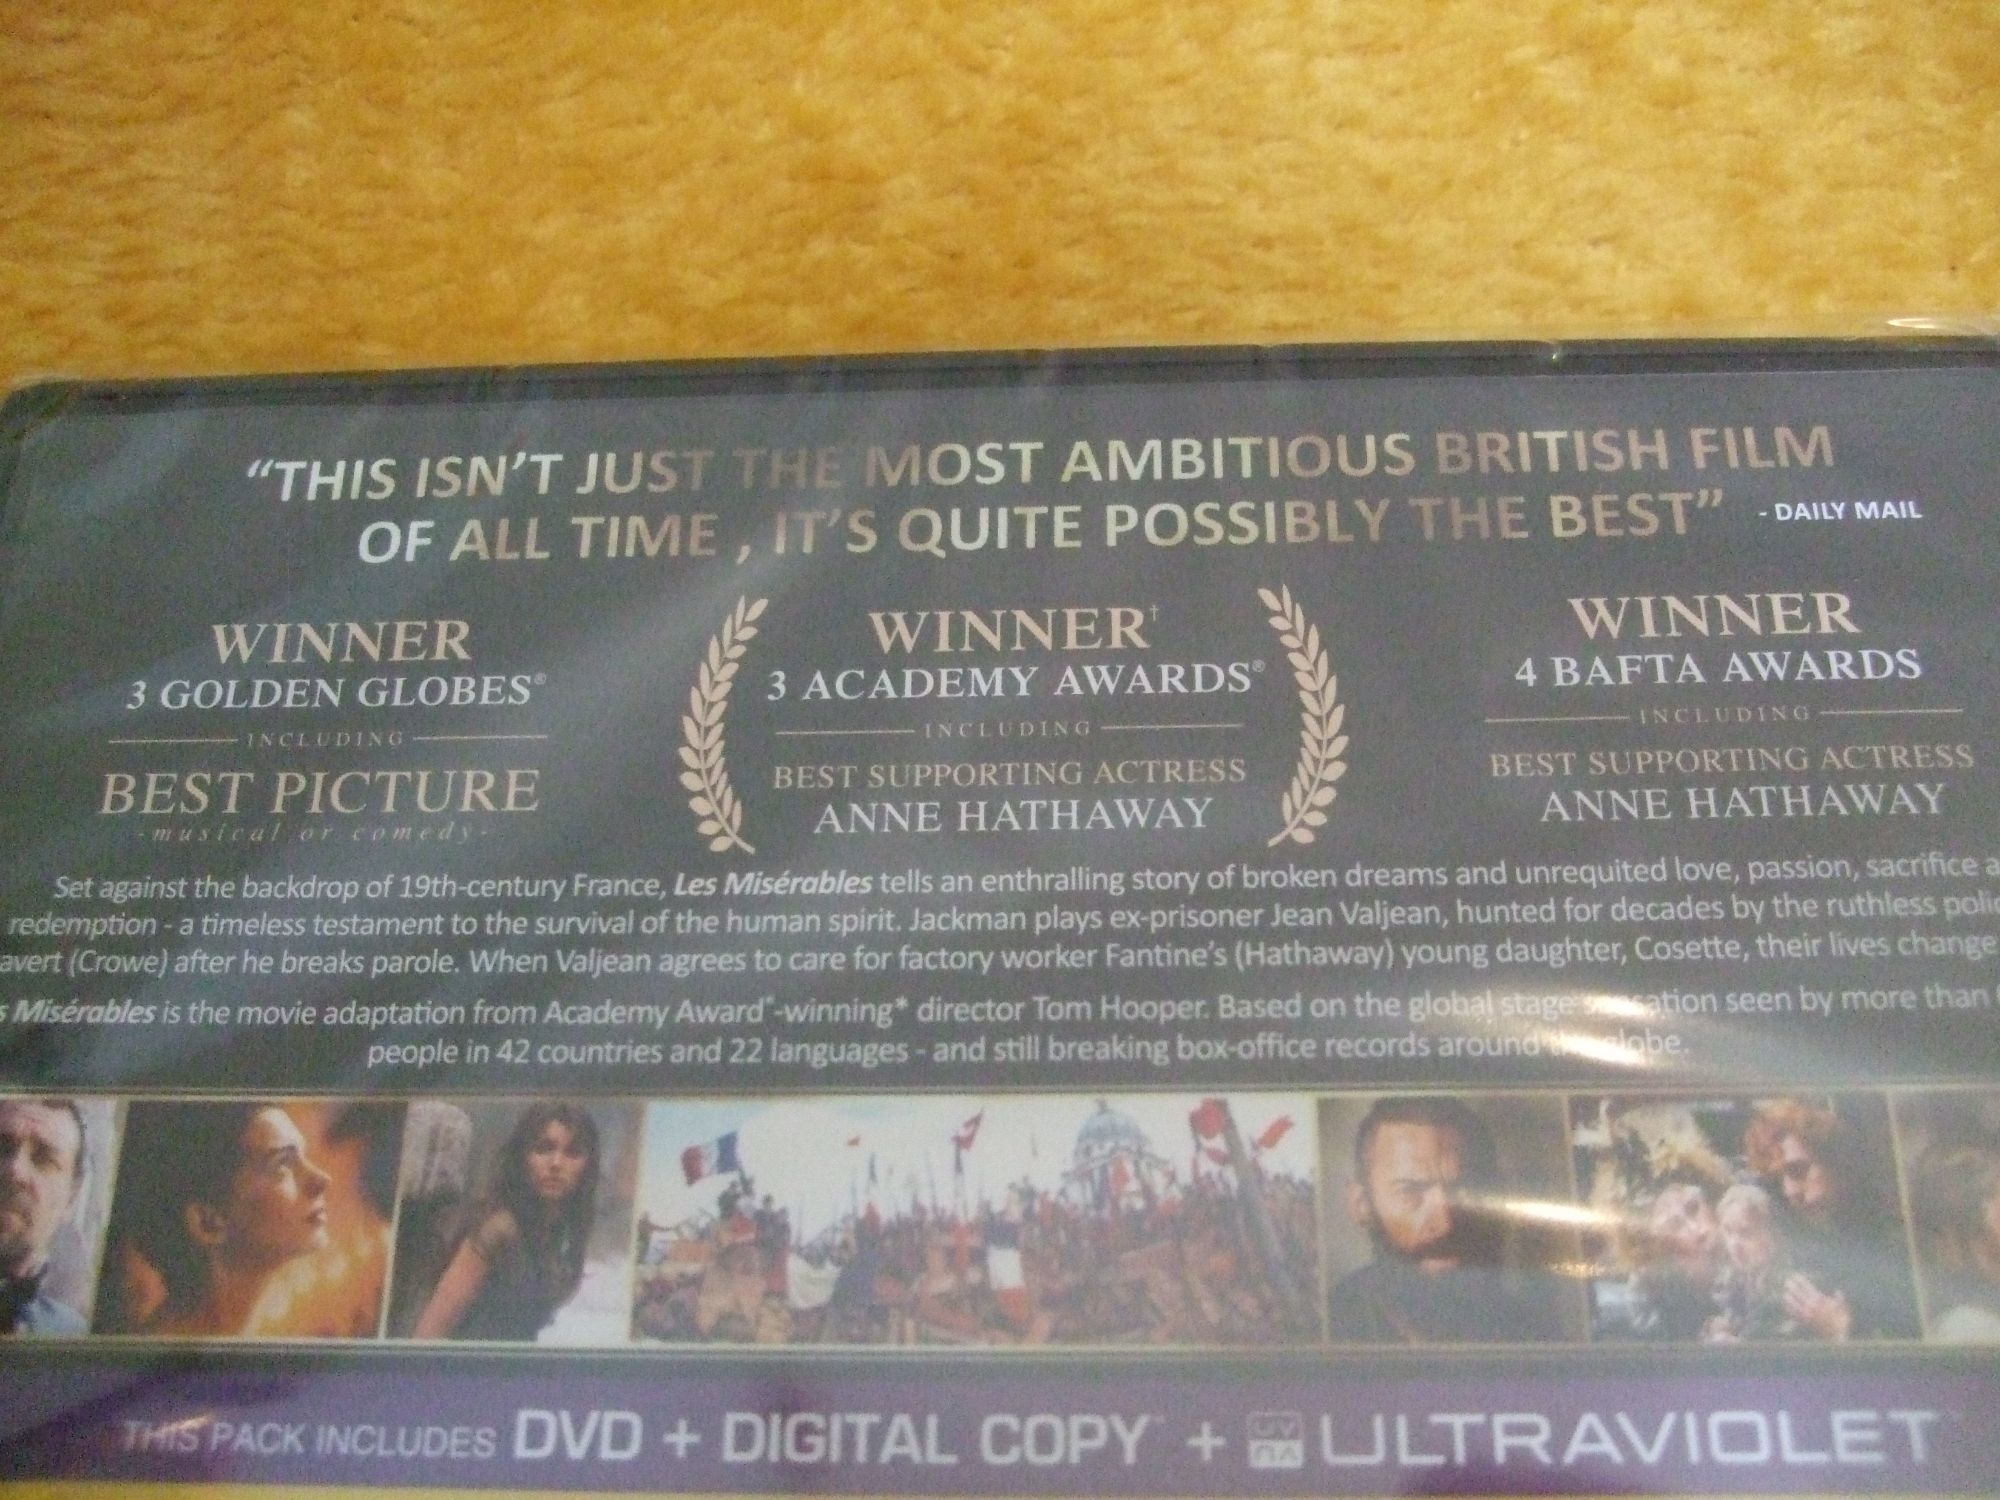 “THIS ISN’T JUST THE MOST AMBITIOUS BRITISH FILM
OF ALL TIME , IT’S QUITE POSSIBLY THE BEST” - DAILY MAIL
WINNER
3 GOLDEN GLOBES®
INCLUDING
BEST PICTURE
-musical or comedy-
WINNER†
3 ACADEMY AWARDS®
INCLUDING
BEST SUPPORTING ACTRESS
ANNE HATHAWAY
WINNER
4 BAFTA AWARDS
INCLUDING
BEST SUPPORTING ACTRESS
ANNE HATHAWAY
Set against the backdrop of 19th-century France, Les Misérables tells an enthralling story of broken dreams and unrequited love, passion, sacrifice
redemption - a timeless testament to the survival of the human spirit. Jackman plays ex-prisoner Jean Valjean, hunted for decades by the ruthless
(Crowe) after he breaks parole. When Valjean agrees to care for factory worker Fantine’s (Hathaway) young daughter, Cosette, their lives change
Misérables is the movie adaptation from Academy Award®-winning* director Tom Hooper. Based on the global stage seen by more than
people in 42 countries and 22 languages - and still breaking box-office records around
THIS PACK INCLUDES DVD + DIGITAL COPY + UV ULTRAVIOLET